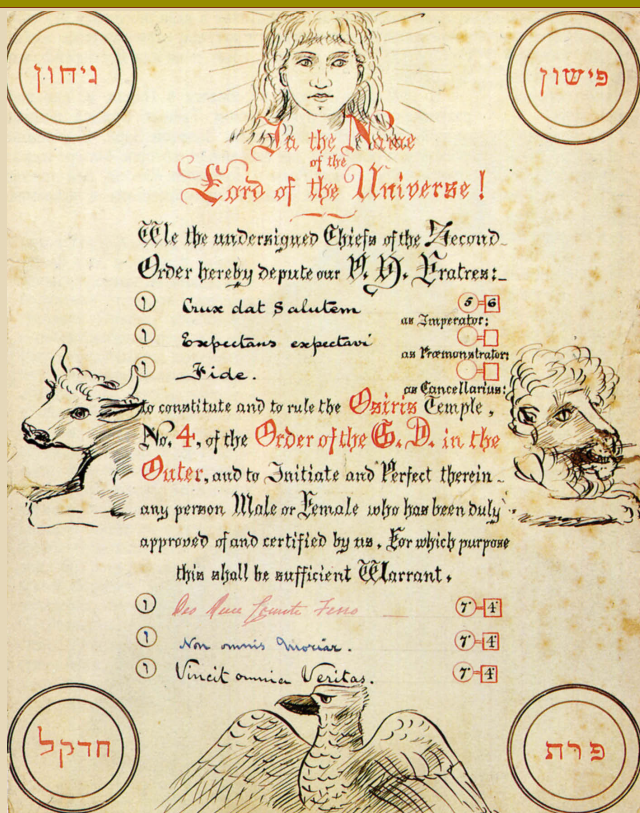 גיחון
פישון
In the Name
of the
Lord of the Universe!
We the undersigned Chiefs of the Second
Order hereby depute our V. H. Fratres:
1 Crux dat Salutem 5 6
as Imperator:
1 Expectans expectavi
as Præmonstrator:
1 Fide.
as Cancellarius:
to constitute and to rule the Osiris Temple,
No. 4, of the Order of the G. D. in the
Outer, and to Initiate and Perfect therein
any person Male or Female who has been duly
approved of and certified by us. For which purpose
this shall be sufficient Warrant.
1 Deo Duce Comite Ferro 7 4
1 Non omnis Moriar. 7 4
1 Vincit omnia Veritas. 7 4
חדקל
פרת